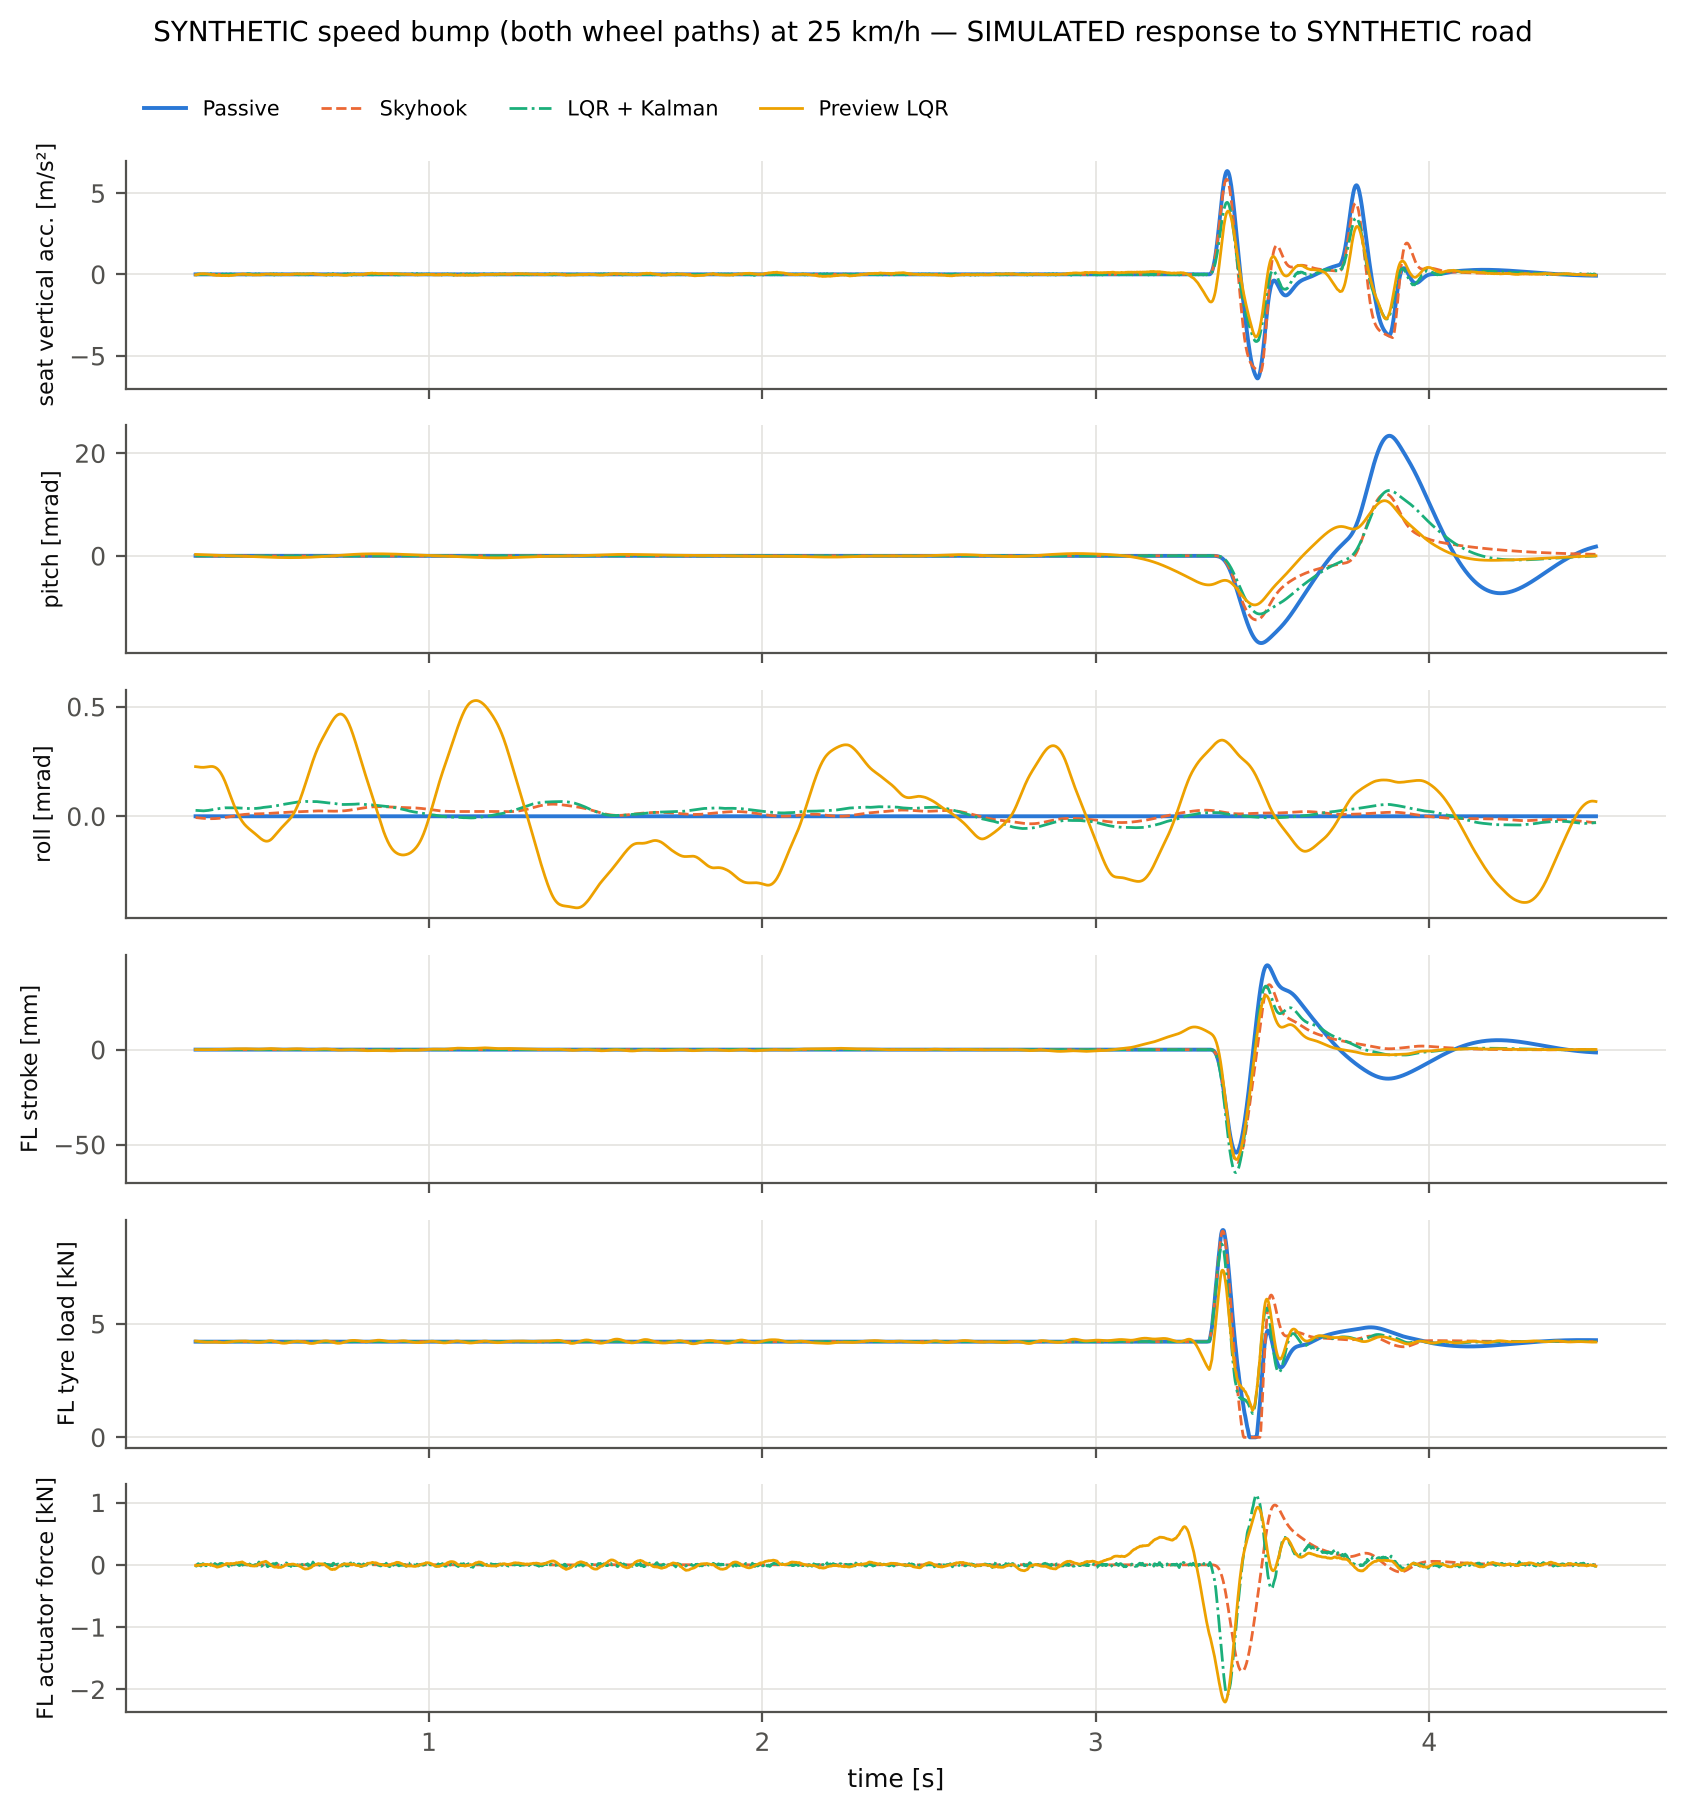 SYNTHETIC speed bump (both wheel paths) at 25 km/h — SIMULATED response to SYNTHETIC road
Passive Skyhook LQR + Kalman Preview LQR
seat vertical acc. [m/s²]
5
0
−5
pitch [mrad]
20
0
roll [mrad]
0.5
0.0
FL stroke [mm]
0
−50
FL tyre load [kN]
5
0
FL actuator force [kN]
1
0
−1
−2
1 2 3 4
time [s]